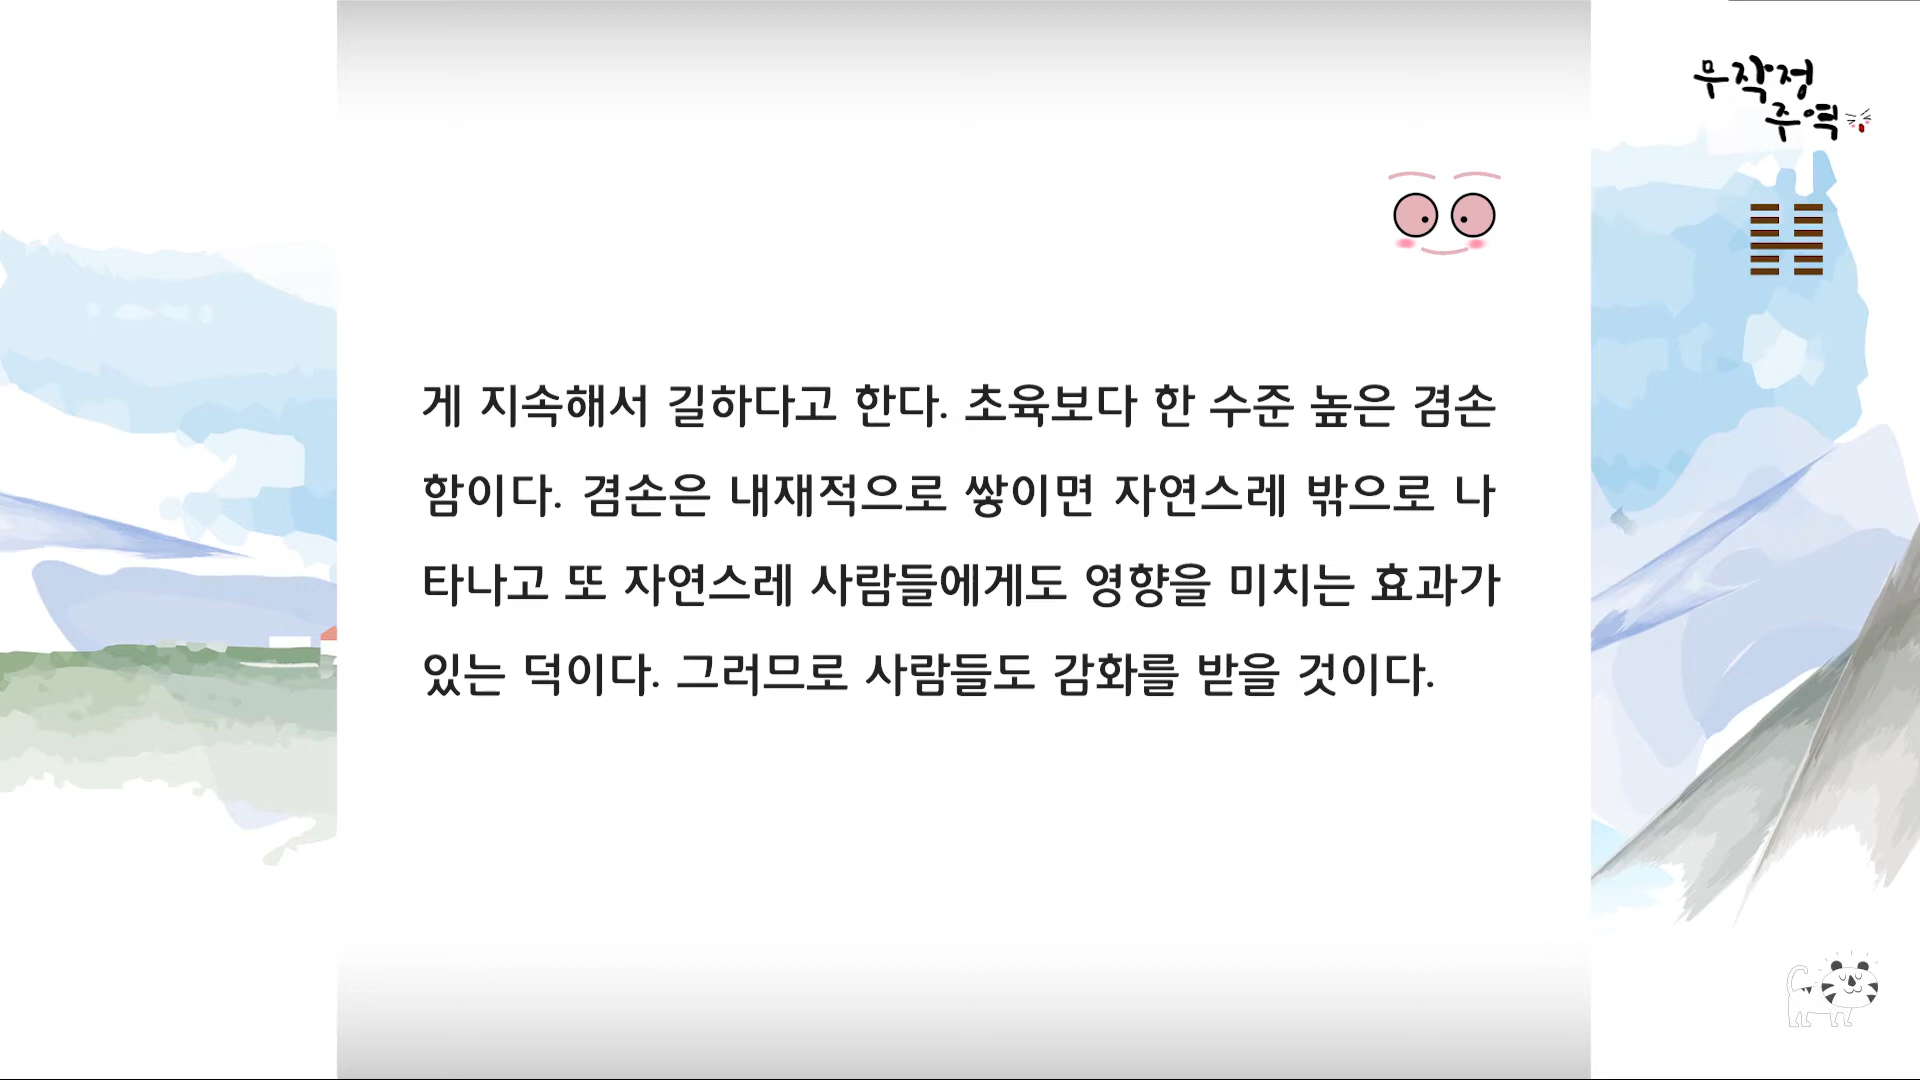 무작정
주역
게 지속해서 길하다고 한다. 초육보다 한 수준 높은 겸손
함이다. 겸손은 내재적으로 쌓이면 자연스레 밖으로 나
타나고 또 자연스레 사람들에게도 영향을 미치는 효과가
있는 덕이다. 그러므로 사람들도 감화를 받을 것이다.